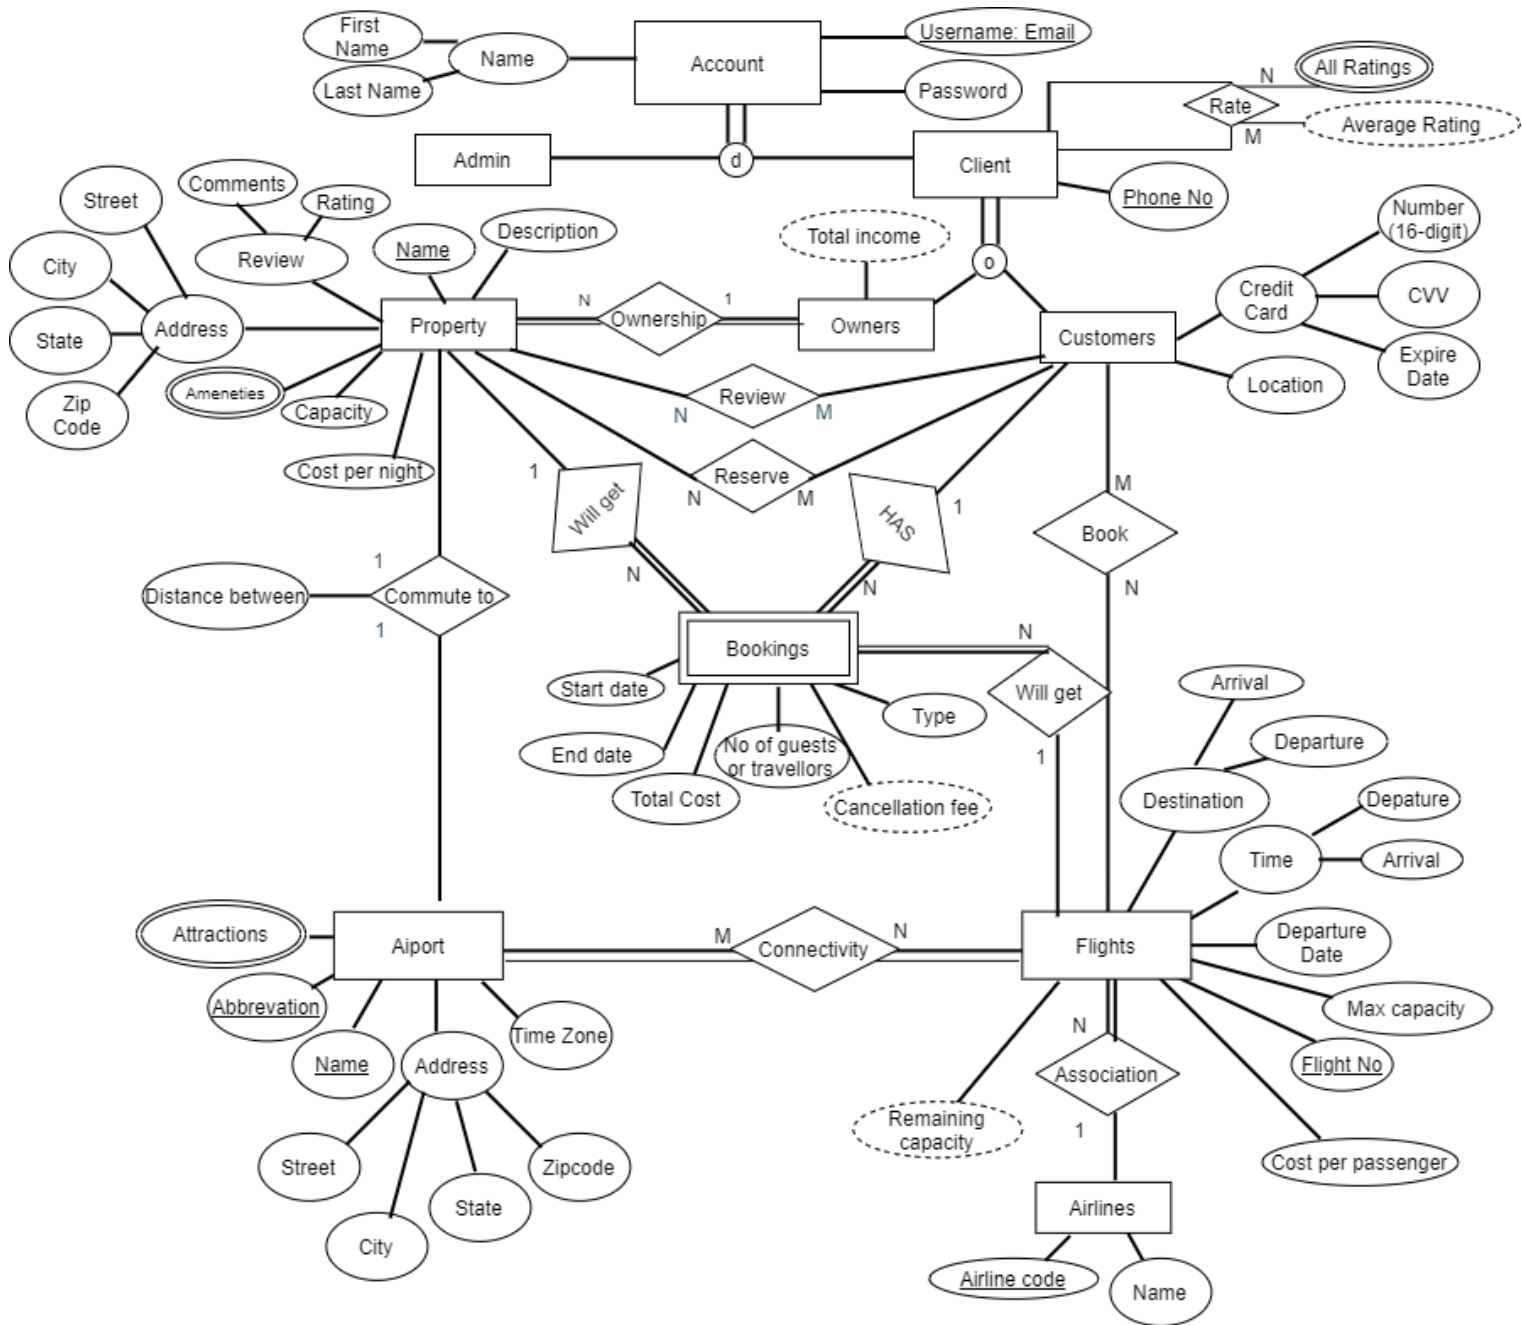 First
Name
Last Name
Name
Account
Username: Email
Password
All Ratings
N
Rate
M
Average Rating
Admin
d
Client
Phone No
Street
Comments
Rating
Review
City
State
Zip
Code
Address
Name
Description
Ameneties
Capacity
Cost per night
Property
N
Ownership
1
Total income
Owners
o
Customers
Number
(16-digit)
Credit
Card
CVV
Expire
Date
Location
N
Review
M
N
Reserve
M
1
Will get
N
HAS
1
N
M
Book
N
1
Distance between
Commute to
1
Bookings
N
Will get
1
Start date
End date
Total Cost
No of guests
or travellors
Cancellation fee
Type
Arrival
Departure
Destination
Depature
Time
Arrival
Attractions
Aiport
M
Connectivity
N
Flights
Departure
Date
Max capacity
Flight No
Cost per passenger
Abbrevation
Name
Address
Time Zone
Street
City
State
Zipcode
Remaining
capacity
N
Association
1
Airlines
Airline code
Name